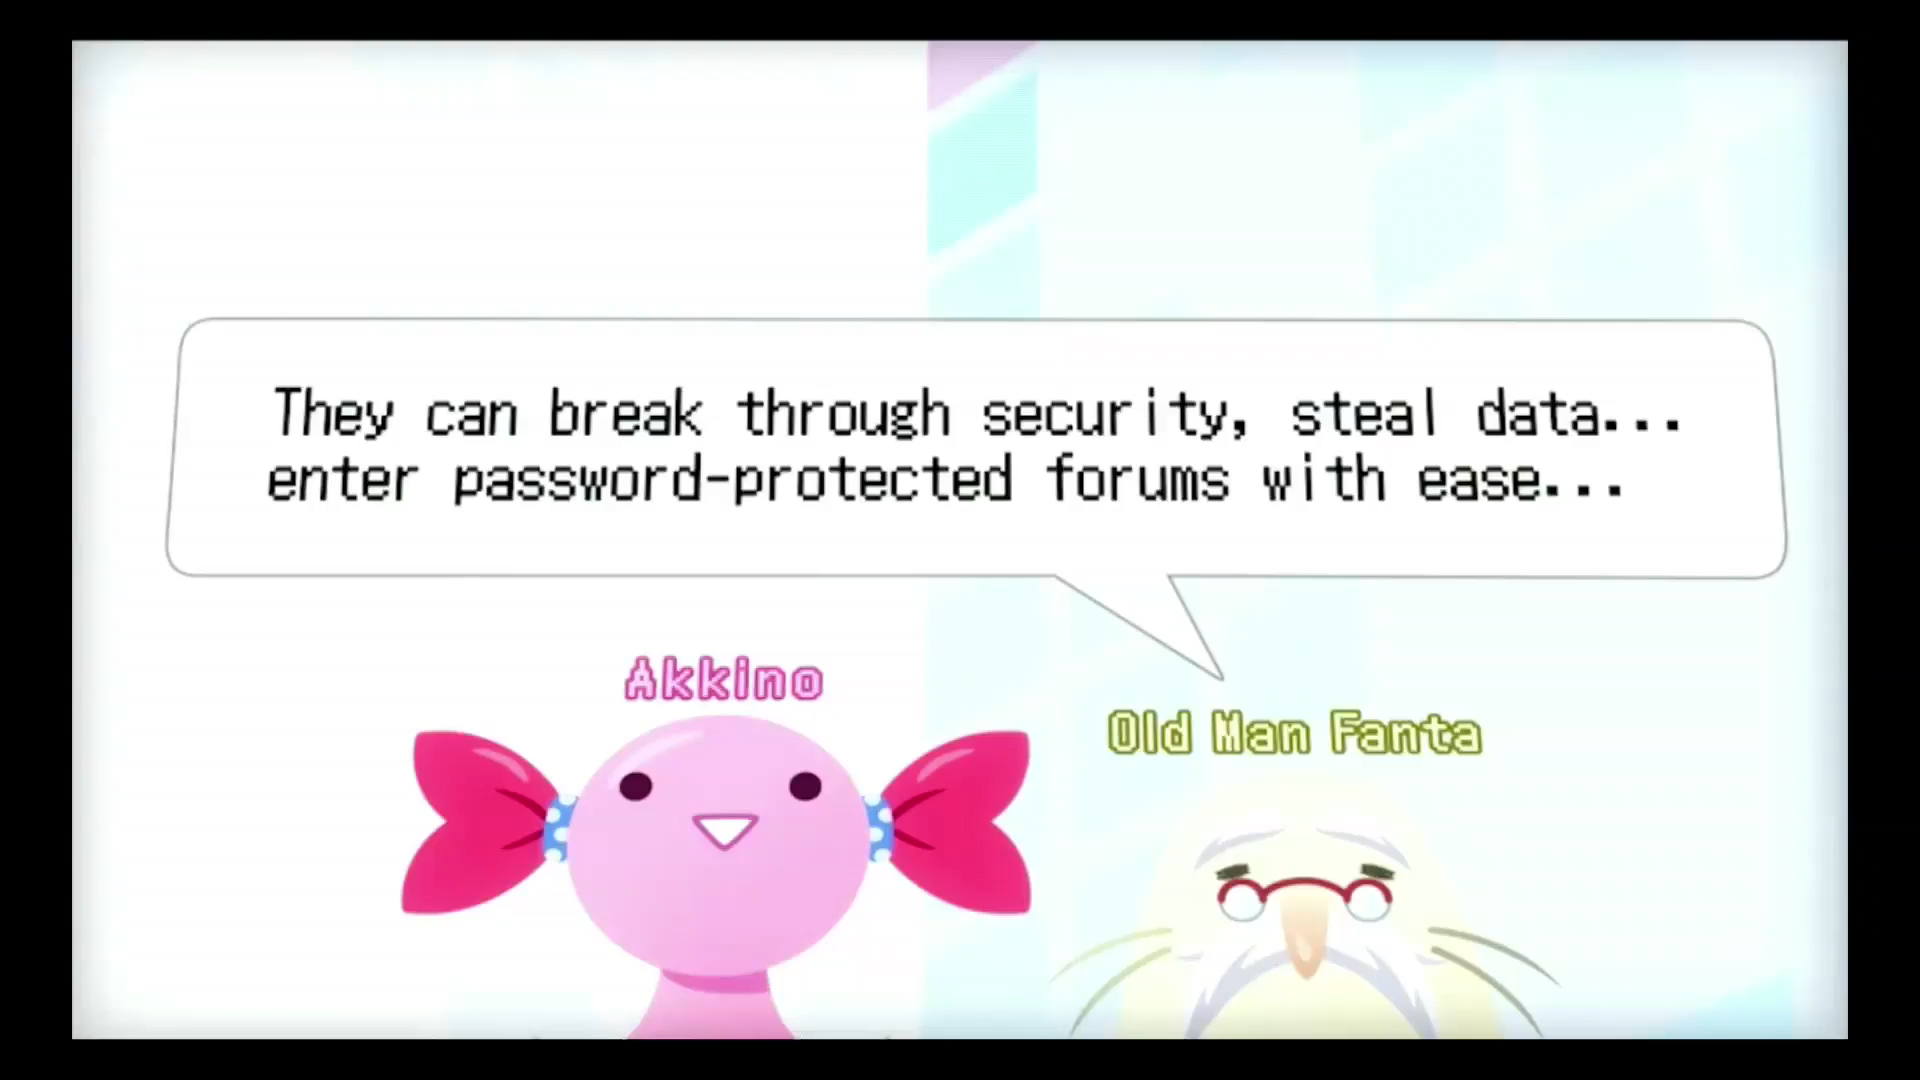 They can break through security, steal data...
enter password-protected forums with ease...
Akkino
Old Man Fanta